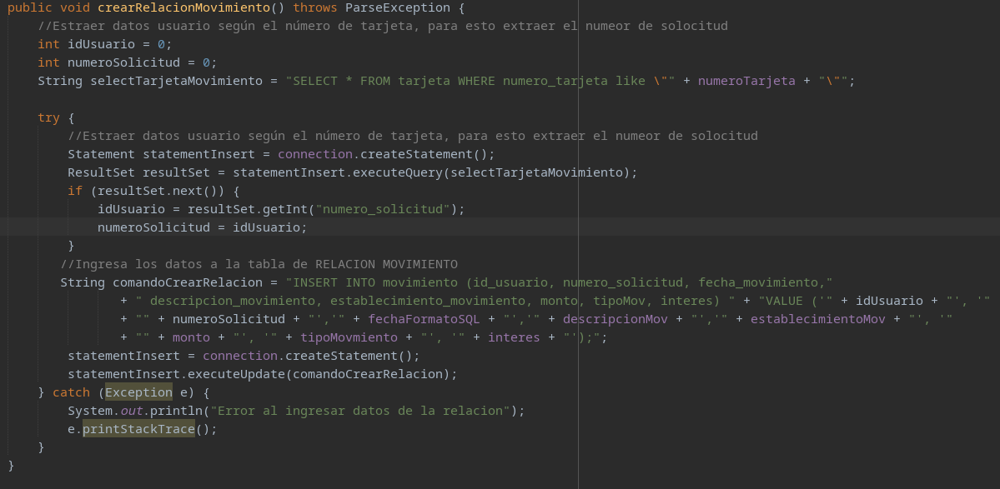 public void crearRelacionMovimiento() throws ParseException {
    //Estraer datos usuario según el número de tarjeta, para esto extraer el numeor de solocitud
    int idUsuario = 0;
    int numeroSolicitud = 0;
    String selectTarjetaMovimiento = "SELECT * FROM tarjeta WHERE numero_tarjeta like \"" + numeroTarjeta + "\"";
    try {
        //Estraer datos usuario según el número de tarjeta, para esto extraer el numeor de solocitud
        Statement statementInsert = connection.createStatement();
        ResultSet resultSet = statementInsert.executeQuery(selectTarjetaMovimiento);
        if (resultSet.next()) {
            idUsuario = resultSet.getInt("numero_solicitud");
            numeroSolicitud = idUsuario;
        }
       //Ingresa los datos a la tabla de RELACION MOVIMIENTO
       String comandoCrearRelacion = "INSERT INTO movimiento (id_usuario, numero_solicitud, fecha_movimiento,"
               + " descripcion_movimiento, establecimiento_movimiento, monto, tipoMov, interes) " + "VALUE ('" + idUsuario + "', '"
               + "" + numeroSolicitud + "','" + fechaFormatoSQL + "','" + descripcionMov + "','" + establecimientoMov + "', '"
               + "" + monto + "', '" + tipoMovmiento + "', '" + interes + "');";
        statementInsert = connection.createStatement();
        statementInsert.executeUpdate(comandoCrearRelacion);
    } catch (Exception e) {
        System.out.println("Error al ingresar datos de la relacion");
        e.printStackTrace();
    }
}